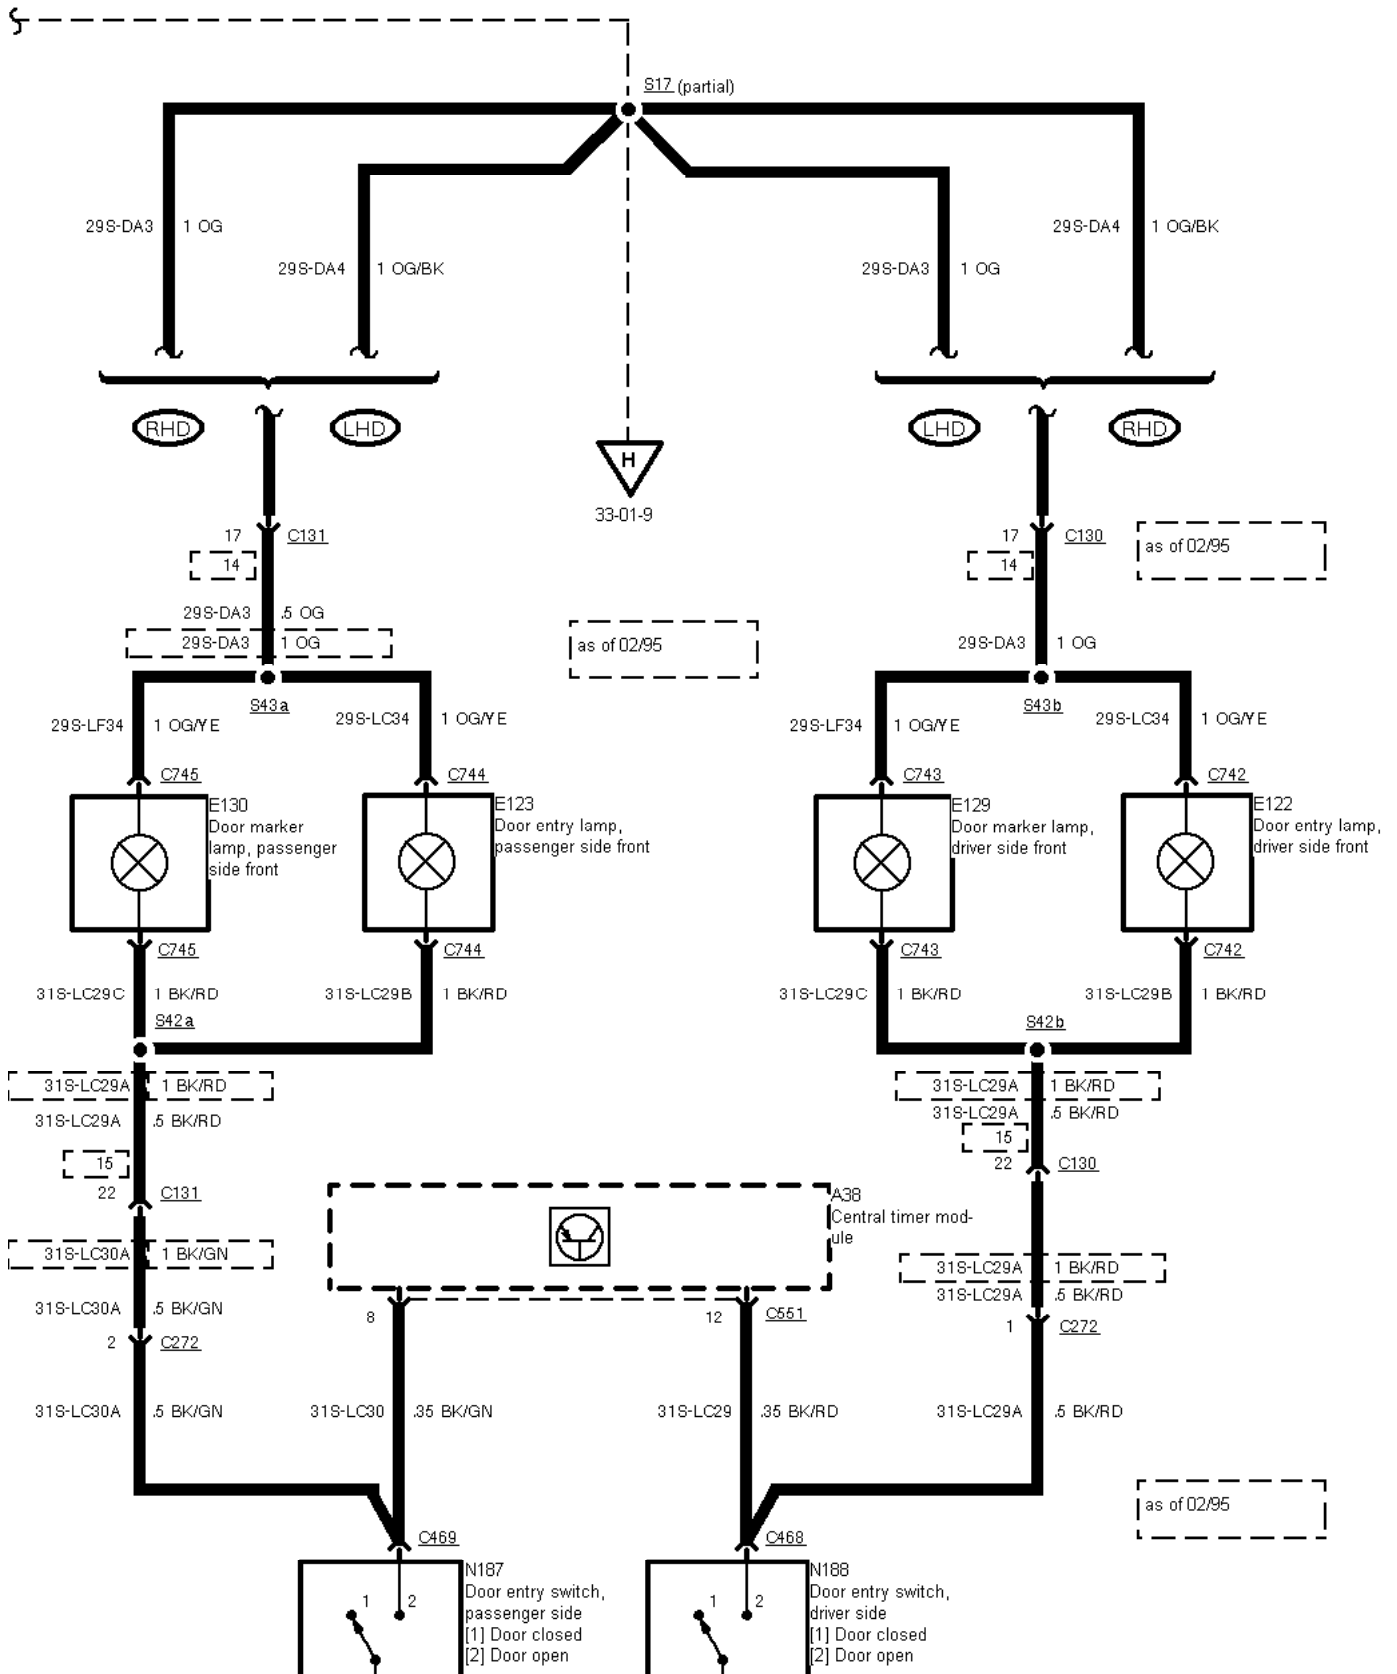 S17 (partial)
29S-DA3 1 OG
1 OG/BK 29S-DA4
29S-DA4 1 OG/BK
29S-DA3 1 OG
RHD LHD
LHD RHD
H
33-01-9
17 C131
14
17 C130
14
as of 02/95
29S-DA3 .5 OG
29S-DA3 1 OG
as of 02/95
29S-DA3 1 OG
S43a
S43b
29S-LF34 1 OG/YE
29S-LC34 1 OG/YE
29S-LF34 1 OG/YE
29S-LC34 1 OG/YE
C745
C744
C743
C742
E130
Door marker
lamp, passenger
side front
E123
Door entry lamp,
passenger side front
E129
Door marker lamp,
driver side front
E122
Door entry lamp,
driver side front
C745
C744
C743
C742
31S-LC29C 1 BK/RD
31S-LC29B 1 BK/RD
31S-LC29C 1 BK/RD
31S-LC29B 1 BK/RD
S42a
S42b
31S-LC29A 1 BK/RD
31S-LC29A .5 BK/RD
31S-LC29A 1 BK/RD
31S-LC29A .5 BK/RD
15
22 C131
15
22 C130
A38
Central timer mod-
ule
31S-LC30A 1 BK/GN
31S-LC30A .5 BK/GN
31S-LC29A 1 BK/RD
31S-LC29A .5 BK/RD
2 C272
8
12 C551
1 C272
31S-LC30A .5 BK/GN
31S-LC30 .35 BK/GN
31S-LC29 .35 BK/RD
31S-LC29A .5 BK/RD
as of 02/95
C469
C468
N187
Door entry switch,
passenger side
[1] Door closed
[2] Door open
1 2
N188
Door entry switch,
driver side
[1] Door closed
[2] Door open
1 2